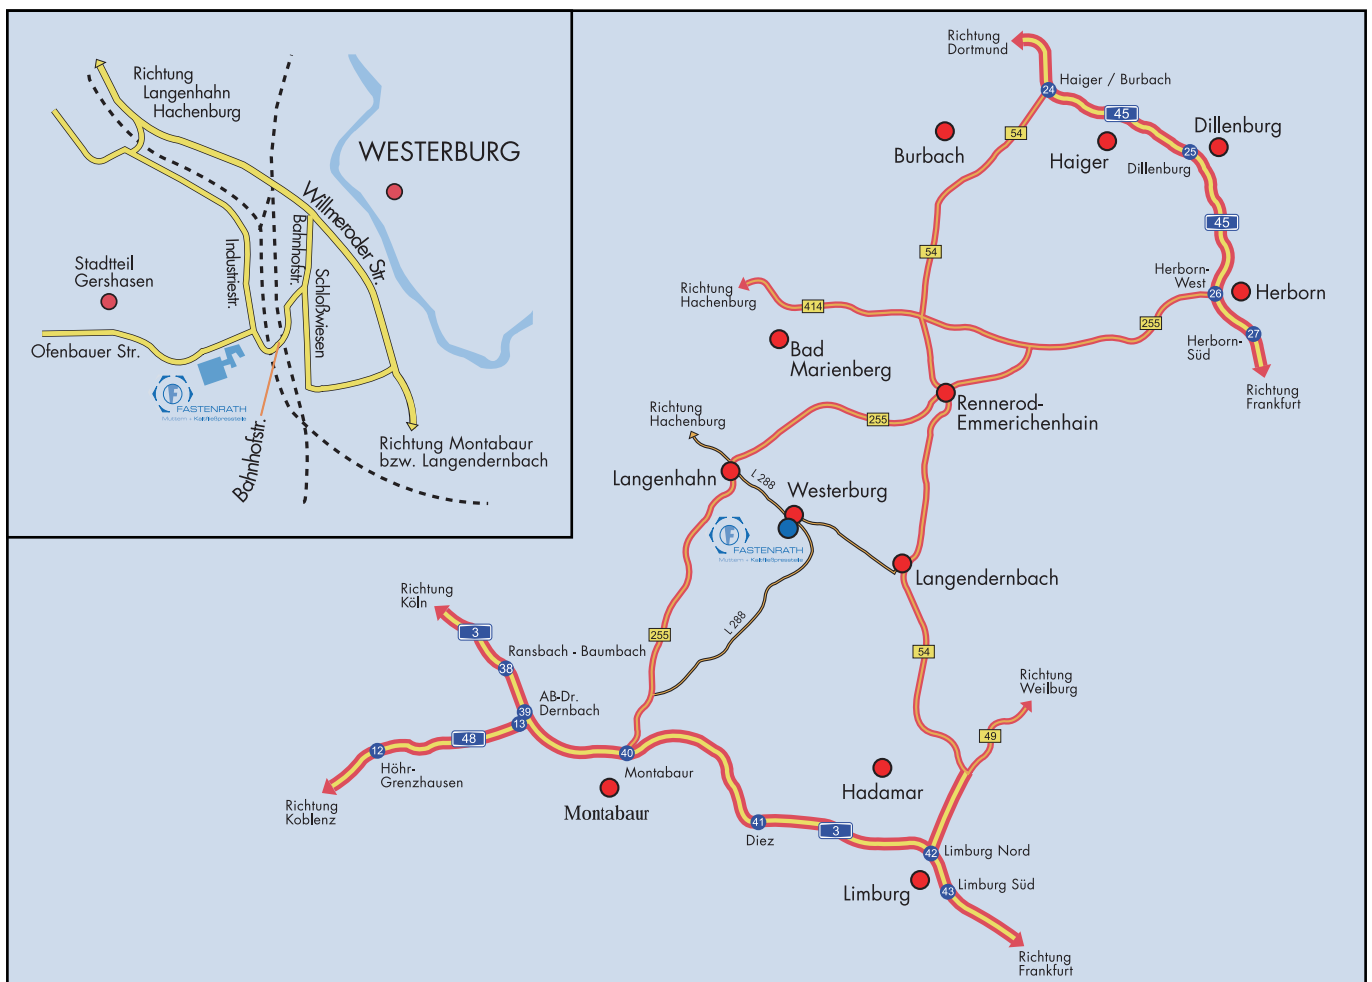 Richtung
Langenhahn
Hachenburg
WESTERBURG
Willmeroder Str.
Bahnhofstr.
Industriestr.
Schloßwiesen
Stadtteil
Gershasen
Ofenbauer Str.
F
FASTENRATH
Muttern + Kaltfließpressteile
Bahnhofstr.
Richtung Montabaur
bzw. Langendernbach
Richtung
Dortmund
24
Haiger / Burbach
45
54
Burbach
Haiger
Dillenburg
25
Dillenburg
45
54
Herborn-
West
26
Herborn
Richtung
Hachenburg
414
255
27
Herborn-
Süd
Bad
Marienberg
Richtung
Frankfurt
Rennerod-
Emmerichenhain
Richtung
Hachenburg
255
Langenhahn
L 288
Westerburg
F
FASTENRATH
Muttern + Kaltfließpressteile
Langendernbach
Richtung
Köln
3
255
L 288
54
Ransbach - Baumbach
38
AB-Dr.
Dernbach
39
13
48
12
Höhr-
Grenzhausen
Richtung
Koblenz
40
Montabaur
Montabaur
Richtung
Weilburg
49
Hadamar
41
Diez
3
42
Limburg Nord
Limburg
43
Limburg Süd
Richtung
Frankfurt